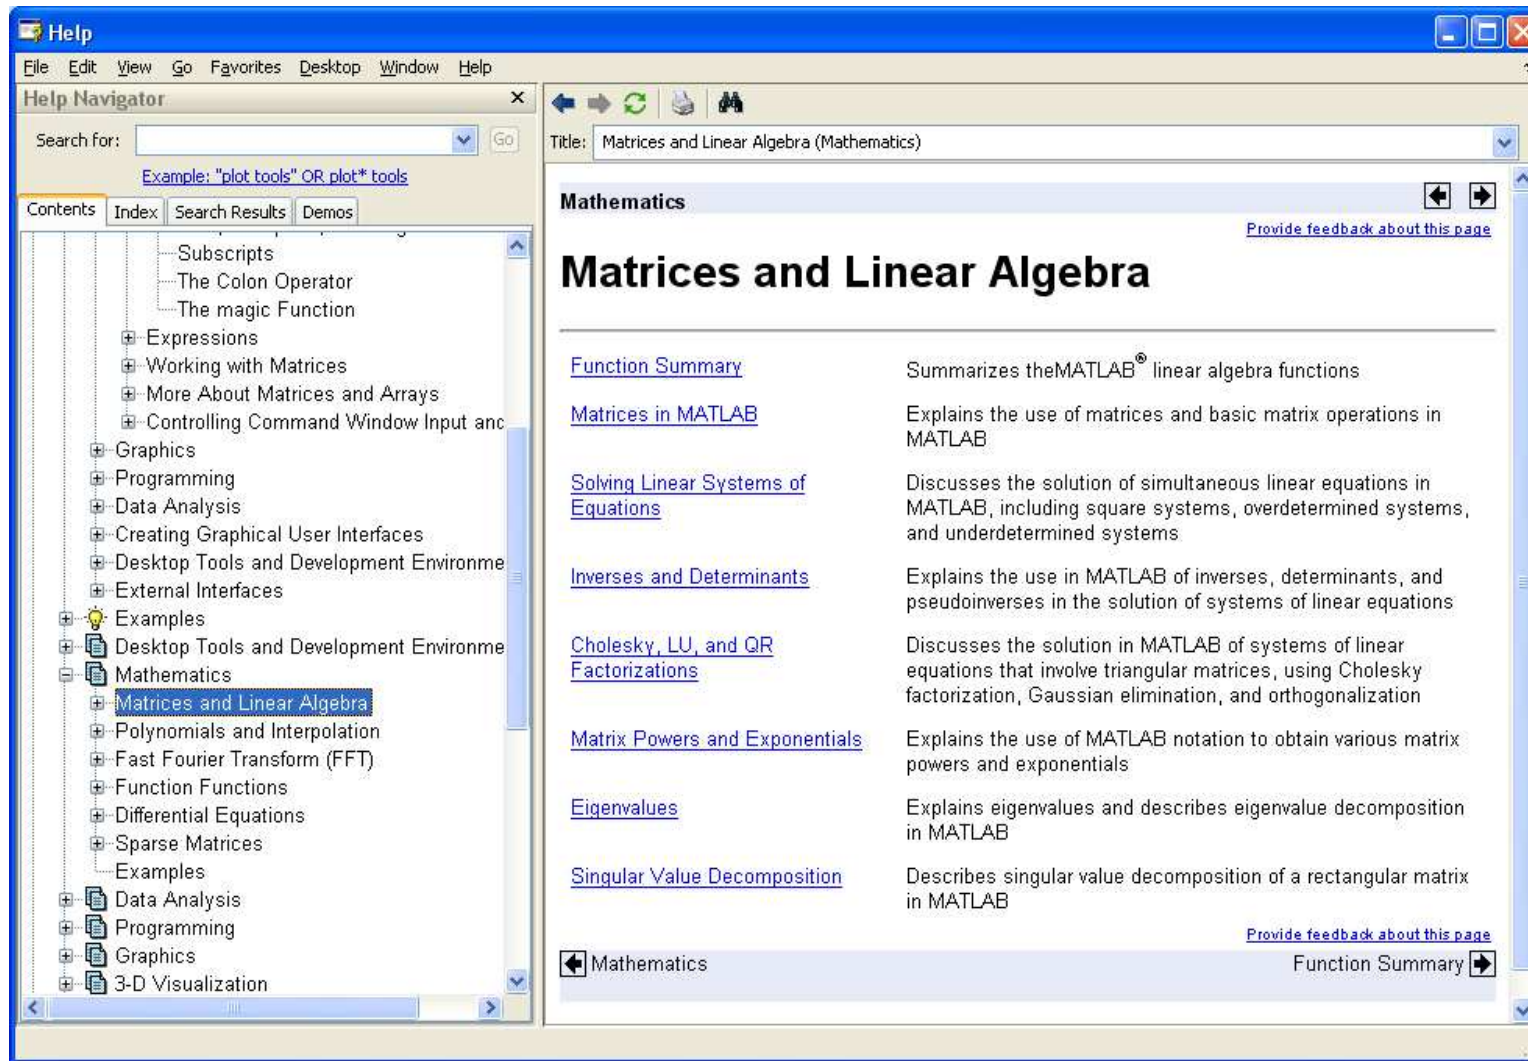 Help
File Edit View Go Favorites Desktop Window Help
Help Navigator
Search for:
Go
Example: "plot tools" OR plot* tools
Contents Index Search Results Demos
Subscripts
The Colon Operator
The magic Function
Expressions
Working with Matrices
More About Matrices and Arrays
Controlling Command Window Input and
Graphics
Programming
Data Analysis
Creating Graphical User Interfaces
Desktop Tools and Development Environme
External Interfaces
Examples
Desktop Tools and Development Environme
Mathematics
Matrices and Linear Algebra
Polynomials and Interpolation
Fast Fourier Transform (FFT)
Function Functions
Differential Equations
Sparse Matrices
Examples
Data Analysis
Programming
Graphics
3-D Visualization
Title: Matrices and Linear Algebra (Mathematics)
Mathematics
Provide feedback about this page
Matrices and Linear Algebra
Function Summary
Summarizes theMATLAB® linear algebra functions
Matrices in MATLAB
Explains the use of matrices and basic matrix operations in
MATLAB
Solving Linear Systems of
Equations
Discusses the solution of simultaneous linear equations in
MATLAB, including square systems, overdetermined systems,
and underdetermined systems
Inverses and Determinants
Explains the use in MATLAB of inverses, determinants, and
pseudoinverses in the solution of systems of linear equations
Cholesky, LU, and QR
Factorizations
Discusses the solution in MATLAB of systems of linear
equations that involve triangular matrices, using Cholesky
factorization, Gaussian elimination, and orthogonalization
Matrix Powers and Exponentials
Explains the use of MATLAB notation to obtain various matrix
powers and exponentials
Eigenvalues
Explains eigenvalues and describes eigenvalue decomposition
in MATLAB
Singular Value Decomposition
Describes singular value decomposition of a rectangular matrix
in MATLAB
Provide feedback about this page
Mathematics
Function Summary